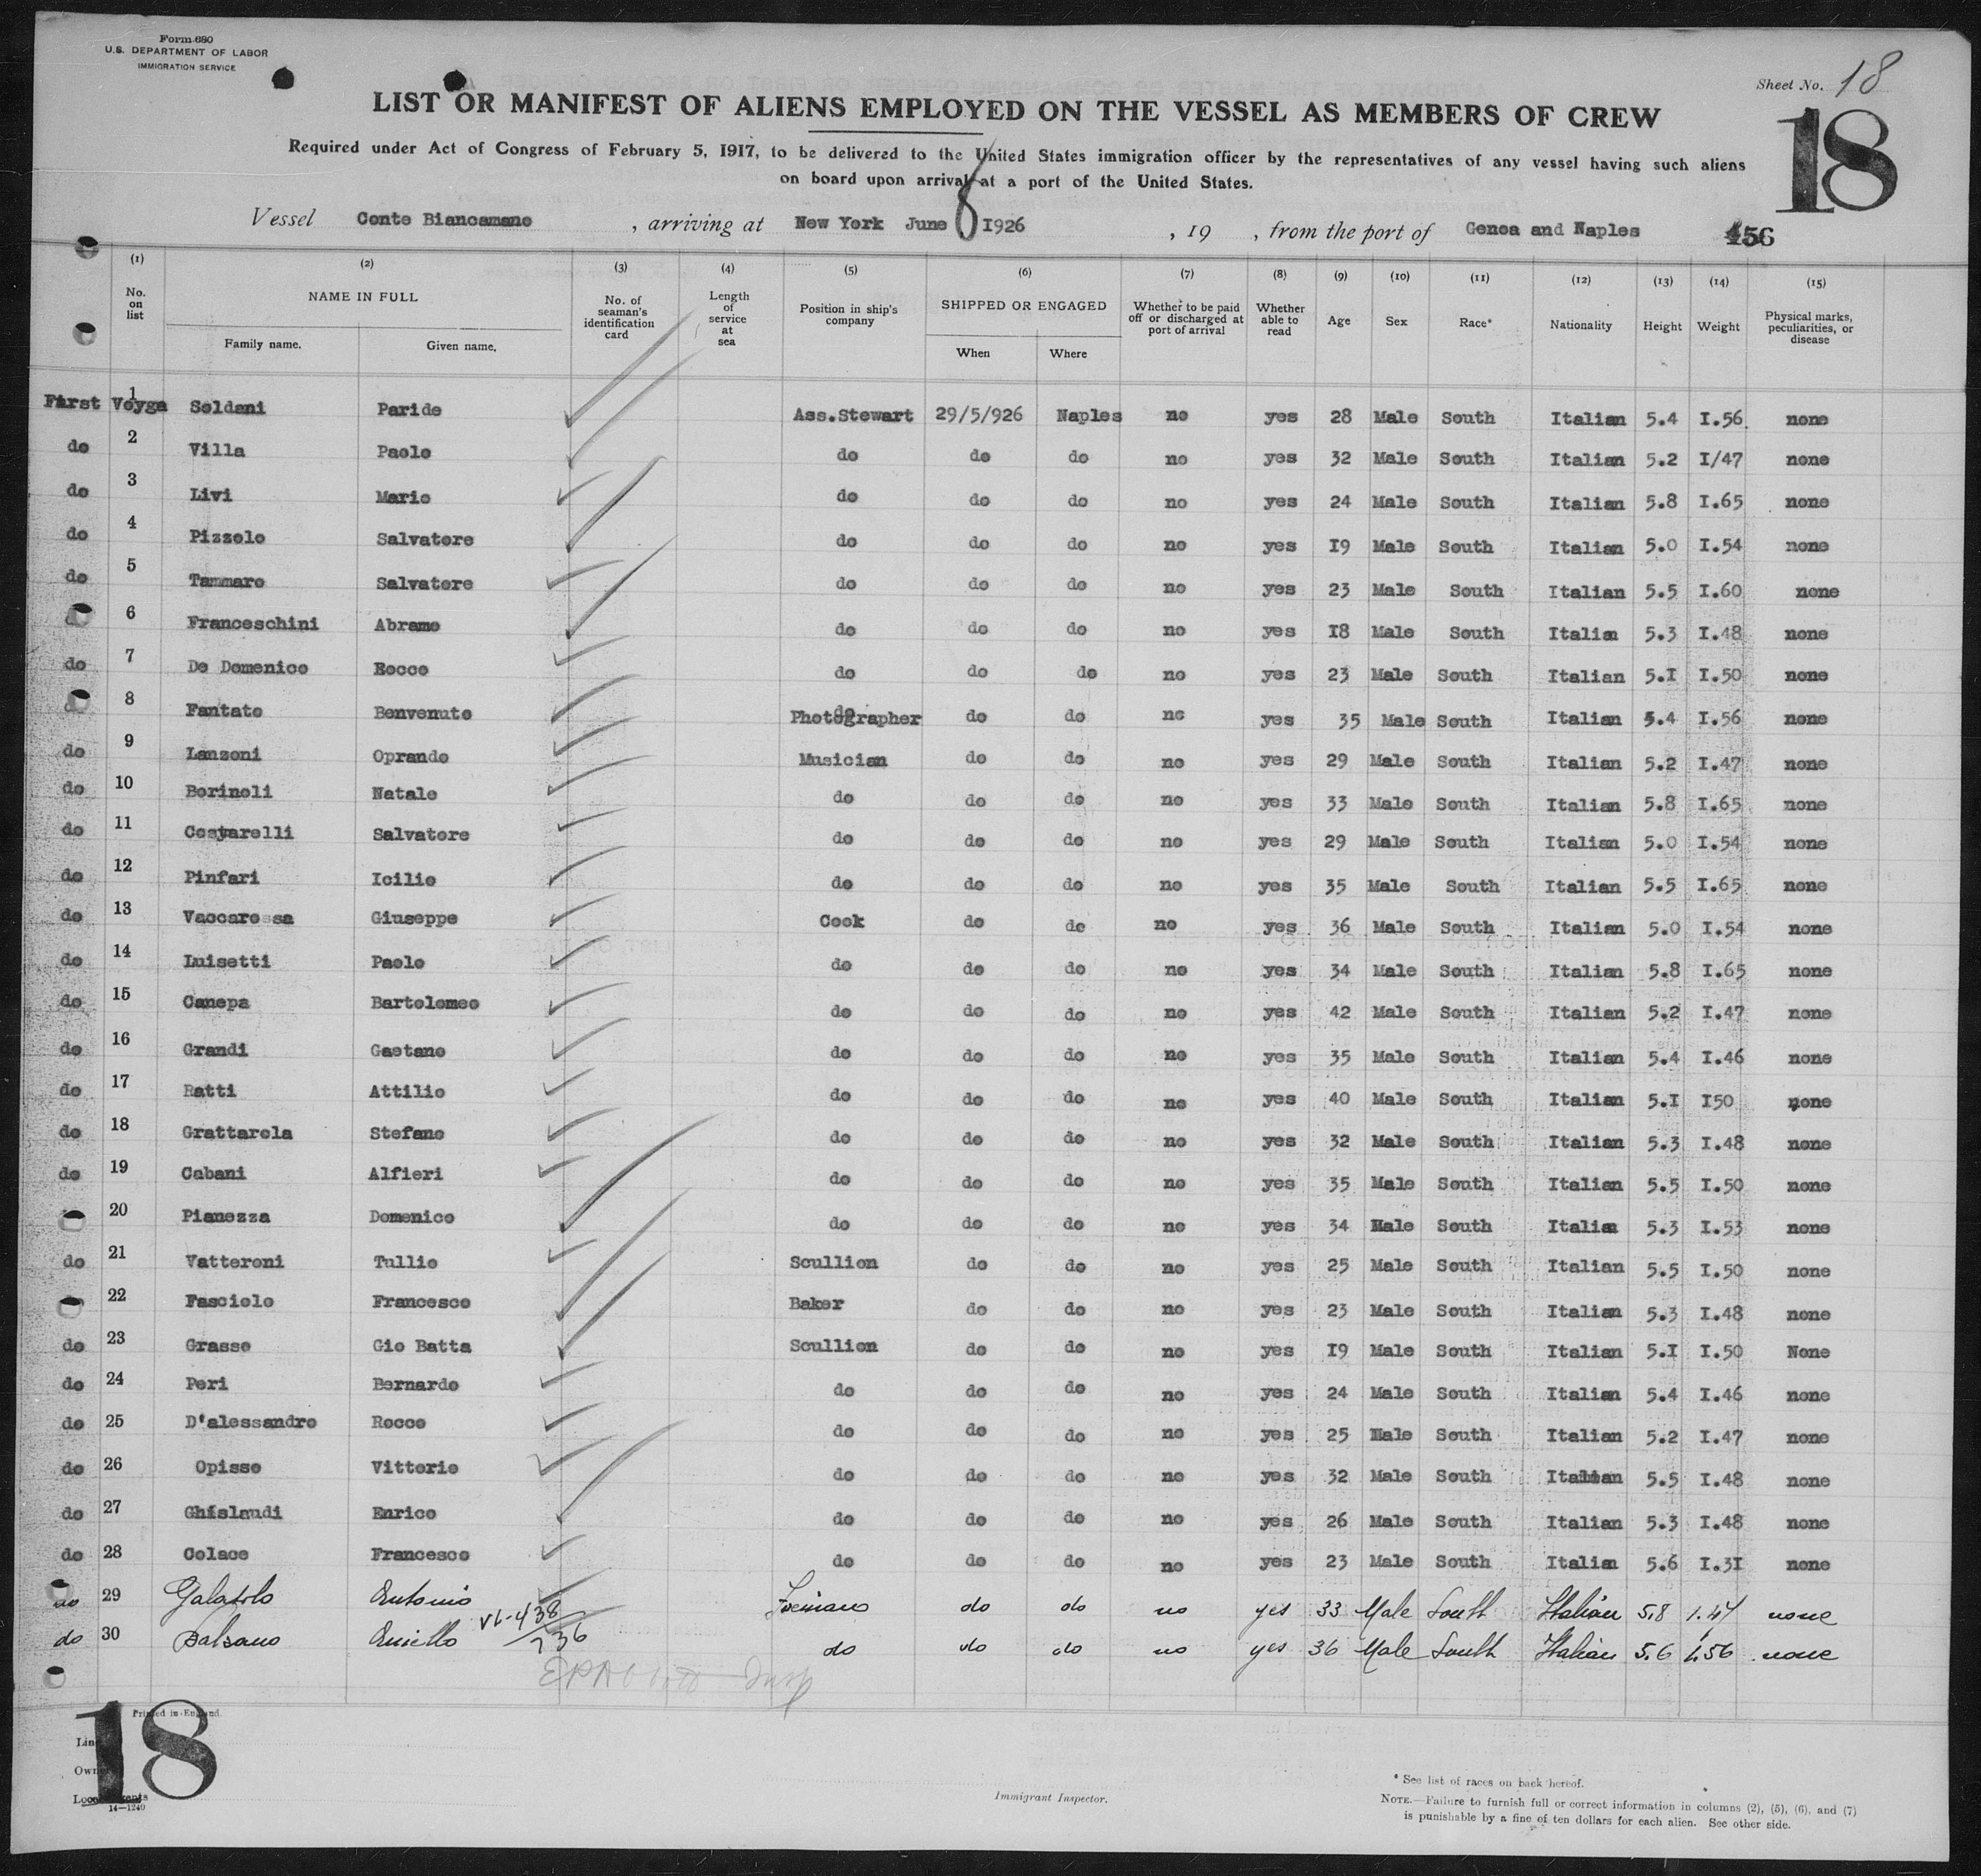 Form 680
U.S. DEPARTMENT OF LABOR
IMMIGRATION SERVICE
Sheet No. 18
18
LIST OR MANIFEST OF ALIENS EMPLOYED ON THE VESSEL AS MEMBERS OF CREW
Required under Act of Congress of February 5, 1917, to be delivered to the United States immigration officer by the representatives of any vessel having such aliens
on board upon arrival at a port of the United States.
Vessel Conte Biancamano , arriving at New York June 8 I926 , 19 , from the port of Genoa and Naples 156
(1) No. on list (2) NAME IN FULL Family name. Given name. (3) No. of seaman's identification card (4) Length of service at sea (5) Position in ship's company (6) SHIPPED OR ENGAGED When Where (7) Whether to be paid off or discharged at port of arrival (8) Whether able to read (9) Age (10) Sex (11) Race* (12) Nationality (13) Height (14) Weight (15) Physical marks, peculiarities, or disease
First Voyge 1 Soldani Paride Ass.Stewart 29/5/926 Naples no yes 28 Male South Italian 5.4 I.56 none
do 2 Villa Paolo do do do no yes 32 Male South Italian 5.2 I/47 none
do 3 Livi Mario do do do no yes 24 Male South Italian 5.8 I.65 none
do 4 Pizzolo Salvatore do do do no yes I9 Male South Italian 5.0 I.54 none
do 5 Tammaro Salvatore do do do no yes 23 Male South Italian 5.5 I.60 none
do 6 Franceschini Abramo do do do no yes I8 Male South Italian 5.3 I.48 none
do 7 De Domenico Rocco do do do no yes 23 Male South Italian 5.I I.50 none
do 8 Fantato Benvenuto Photographer do do no yes 35 Male South Italian 5.4 I.56 none
do 9 Lanzoni Oprando Musician do do no yes 29 Male South Italian 5.2 I.47 none
do 10 Borinoli Natale do do do no yes 33 Male South Italian 5.8 I.65 none
do 11 Costarelli Salvatore do do do no yes 29 Male South Italian 5.0 I.54 none
do 12 Pinfari Icilio do do do no yes 35 Male South Italian 5.5 I.65 none
do 13 Vaccarossa Giuseppe Cook do do no yes 36 Male South Italian 5.0 I.54 none
do 14 Luisetti Paolo do do do no yes 34 Male South Italian 5.8 I.65 none
do 15 Canepa Bartolomeo do do do no yes 42 Male South Italian 5.2 I.47 none
do 16 Grandi Gaetano do do do no yes 35 Male South Italian 5.4 I.46 none
do 17 Ratti Attilio do do do no yes 40 Male South Italian 5.I I50 none
do 18 Grattarola Stefano do do do no yes 32 Male South Italian 5.3 I.48 none
do 19 Cabani Alfieri do do do no yes 35 Male South Italian 5.5 I.50 none
20 Pianezza Domenico do do do no yes 34 Male South Italian 5.3 I.53 none
do 21 Vatteroni Tullio Scullion do do no yes 25 Male South Italian 5.5 I.50 none
22 Fasciolo Francesco Baker do do no yes 23 Male South Italian 5.3 I.48 none
do 23 Grasso Gio Batta Scullion do do no yes I9 Male South Italian 5.I I.50 None
do 24 Peri Bernardo do do do no yes 24 Male South Italian 5.4 I.46 none
do 25 D'alessandro Rocco do do do no yes 25 Male South Italian 5.2 I.47 none
do 26 Opisso Vittorio do do do no yes 32 Male South Italian 5.5 I.48 none
do 27 Ghislaudi Enrico do do do no yes 26 Male South Italian 5.3 I.48 none
do 28 Colace Francesco do do do no yes 23 Male South Italian 5.6 I.3I none
do 29 Antonio do do no yes 33 Male South Italian 5.8 1.47 none
do 30 Balsano Aniello do do do no yes 36 Male South Italian 5.6 1.56 none
18
Printed in England
14—1240
Immigrant Inspector.
* See list of races on back hereof.
NOTE.—Failure to furnish full or correct information in columns (2), (5), (6), and (7)
is punishable by a fine of ten dollars for each alien. See other side.